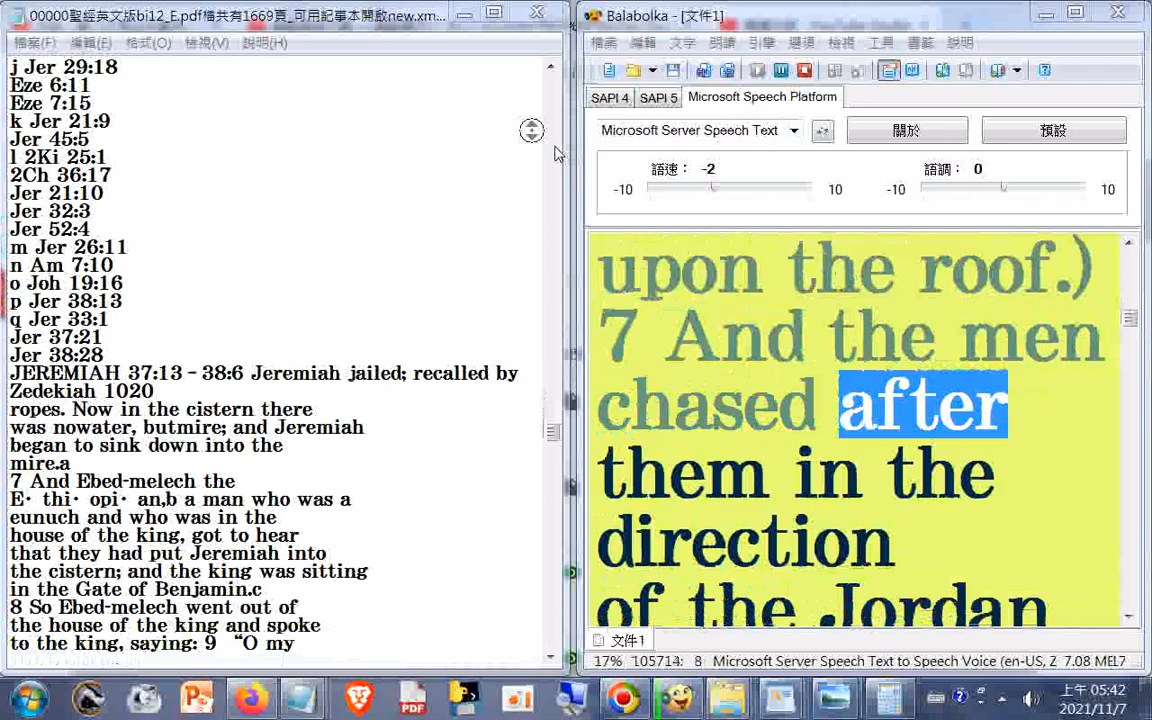 00000聖經英文版bi12_E.pdf檔共有1669頁_可用記事本開啟new.xm...
檔案(F) 編輯(E) 格式(O) 檢視(V) 說明(H)
j Jer 29:18
Eze 6:11
Eze 7:15
k Jer 21:9
Jer 45:5
l 2Ki 25:1
2Ch 36:17
Jer 21:10
Jer 32:3
Jer 52:4
m Jer 26:11
n Am 7:10
o Joh 19:16
p Jer 38:13
q Jer 33:1
Jer 37:21
Jer 38:28
JEREMIAH 37:13–38:6 Jeremiah jailed; recalled by
Zedekiah 1020
ropes. Now in the cistern there
was nowater, butmire; and Jeremiah
began to sink down into the
mire.a
7 And Ebed-melech the
E· thi· opi· an,b a man who was a
eunuch and who was in the
house of the king, got to hear
that they had put Jeremiah into
the cistern; and the king was sitting
in the Gate of Benjamin.c
8 So Ebed-melech went out of
the house of the king and spoke
to the king, saying: 9 “O my
Balabolka - [文件1]
檔案 編輯 文字 朗讀 引擎 選項 檢視 工具 書籤 說明
SAPI 4 SAPI 5 Microsoft Speech Platform
Microsoft Server Speech Text 關於 預設
語速： -2 語調： 0
-10 10 -10 10
upon the roof.)
7 And the men
chased after
them in the
direction
of the Jordan
文件1
17% 105714: 8 Microsoft Server Speech Text to Speech Voice (en-US, Z 7.08 MB
PDF
上午 05:42
2021/11/7